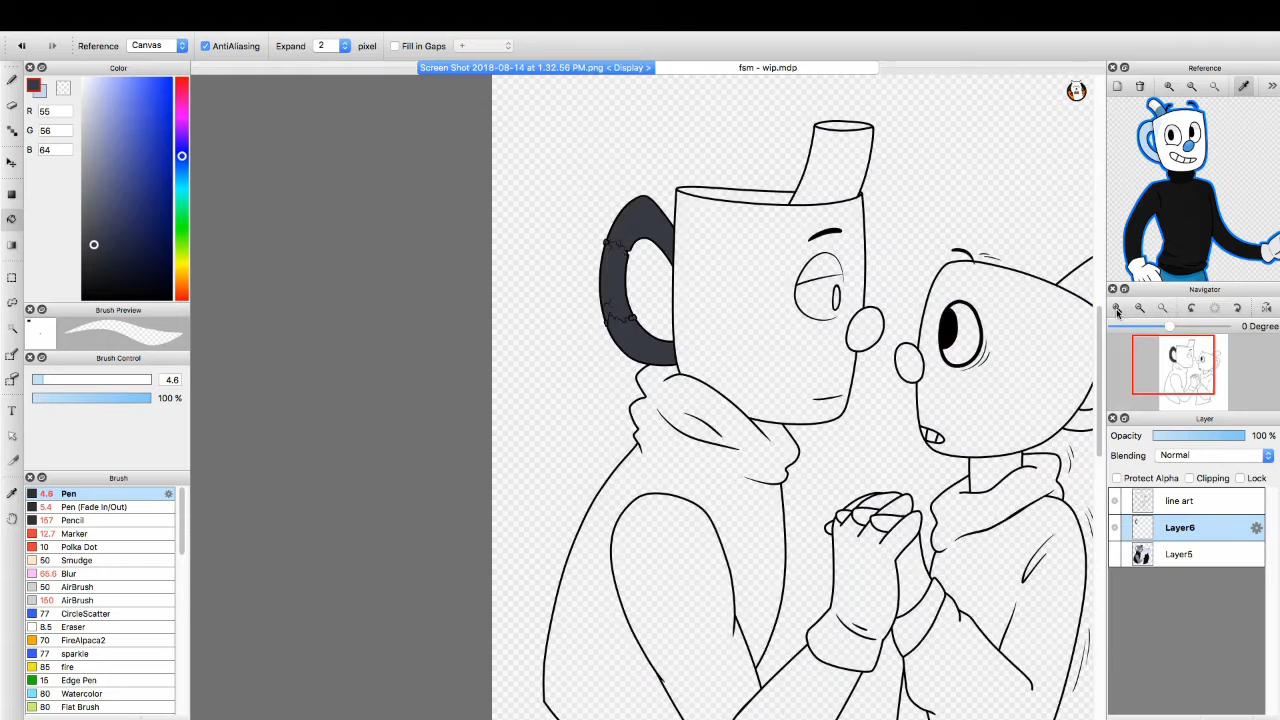 Reference Canvas AntiAliasing Expand 2 pixel Fill in Gaps +
Color
Screen Shot 2018-08-14 at 1.32.56 PM.png < Display >
fsm - wip.mdp
Reference
R 55
G 56
B 64
Brush Preview
Brush Control
4.6
100 %
Brush
4.6 Pen
5.4 Pen (Fade In/Out)
157 Pencil
12.7 Marker
10 Polka Dot
50 Smudge
65.6 Blur
50 AirBrush
150 AirBrush
77 CircleScatter
8.5 Eraser
70 FireAlpaca2
77 sparkle
85 fire
15 Edge Pen
80 Watercolor
80 Flat Brush
Navigator
0 Degree
Layer
Opacity 100 %
Blending Normal
Protect Alpha Clipping Lock
line art
Layer6
Layer5